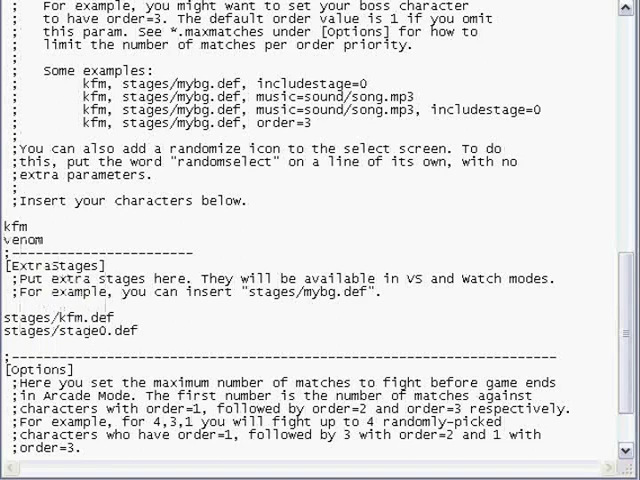 ; For example, you might want to set your boss character
; to have order=3. The default order value is 1 if you omit
; this param. See *.maxmatches under [Options] for how to
; limit the number of matches per order priority.
;
; Some examples:
; kfm, stages/mybg.def, includestage=0
; kfm, stages/mybg.def, music=sound/song.mp3
; kfm, stages/mybg.def, music=sound/song.mp3, includestage=0
; kfm, stages/mybg.def, order=3
;
;You can also add a randomize icon to the select screen. To do
;this, put the word "randomselect" on a line of its own, with no
;extra parameters.
;
;Insert your characters below.
kfm
venom
;-----------------------
[ExtraStages]
;Put extra stages here. They will be available in VS and Watch modes.
;For example, you can insert "stages/mybg.def".
stages/kfm.def
stages/stage0.def
;---------------------------------------------------------------------
[Options]
;Here you set the maximum number of matches to fight before game ends
;in Arcade Mode. The first number is the number of matches against
;characters with order=1, followed by order=2 and order=3 respectively.
;For example, for 4,3,1 you will fight up to 4 randomly-picked
;characters who have order=1, followed by 3 with order=2 and 1 with
;order=3.